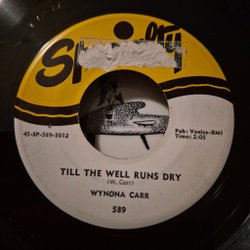 45-SP-589-5012
Pub: Venice-BMI
Time: 2:05
TILL THE WELL RUNS DRY
(W. Carr)
WYNONA CARR
589